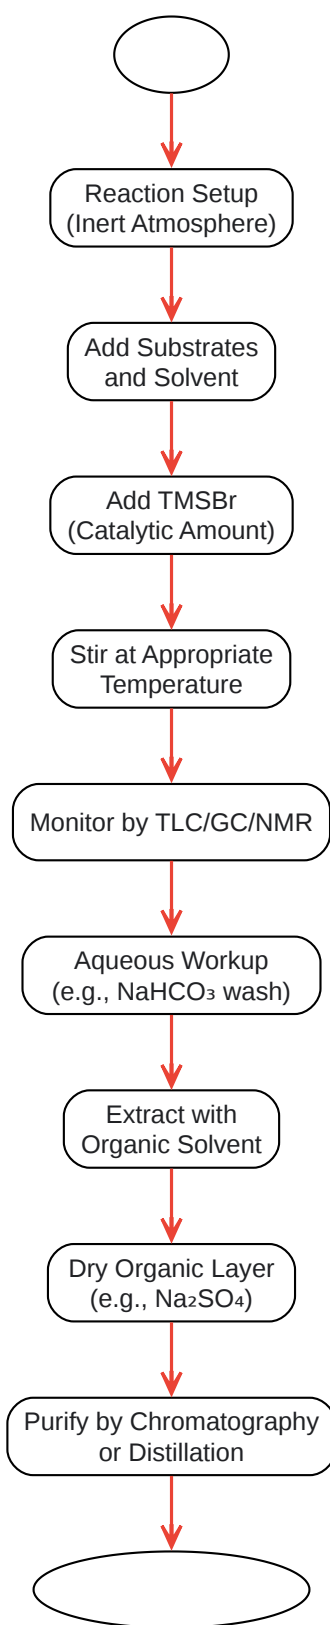 Reaction Setup
(Inert Atmosphere)
Add Substrates
and Solvent
Add TMSBr
(Catalytic Amount)
Stir at Appropriate
Temperature
Monitor by TLC/GC/NMR
Aqueous Workup
(e.g., NaHCO₃ wash)
Extract with
Organic Solvent
Dry Organic Layer
(e.g., Na₂SO₄)
Purify by Chromatography
or Distillation